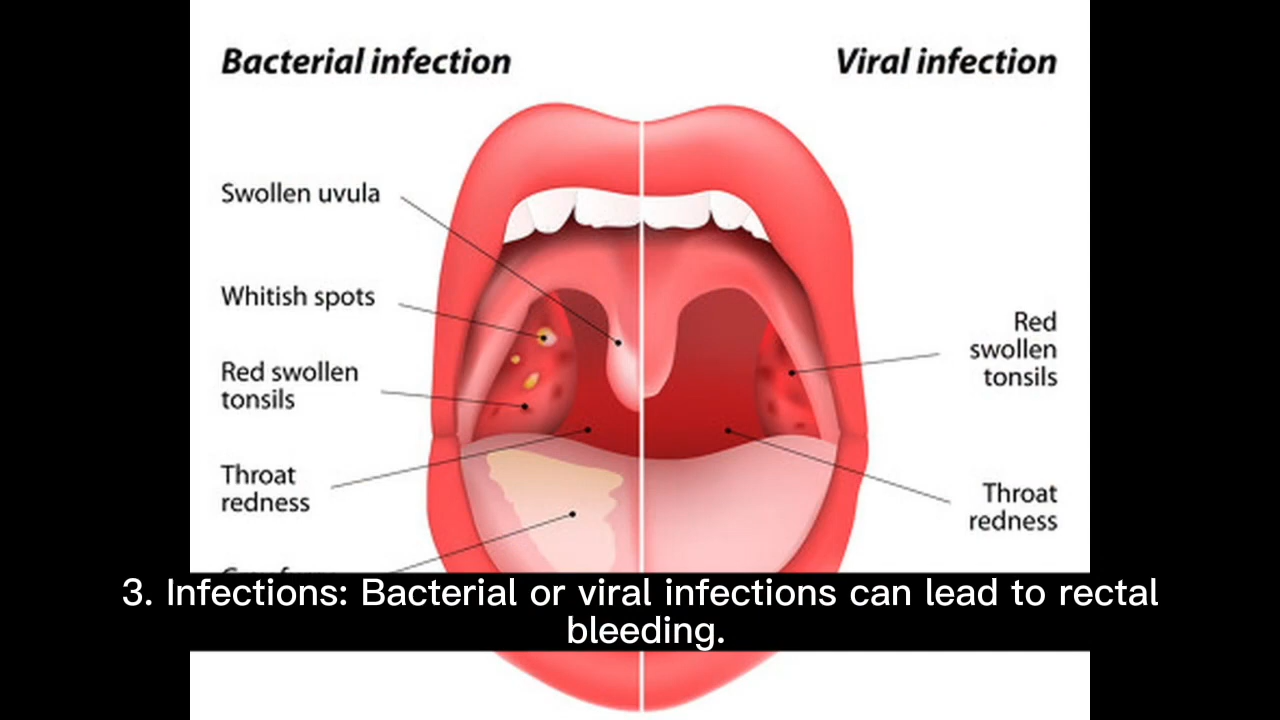 Bacterial infection
Viral infection
Swollen uvula
Whitish spots
Red swollen
tonsils
Throat
redness
Red
swollen
tonsils
Throat
redness
3. Infections: Bacterial or viral infections can lead to rectal
bleeding.